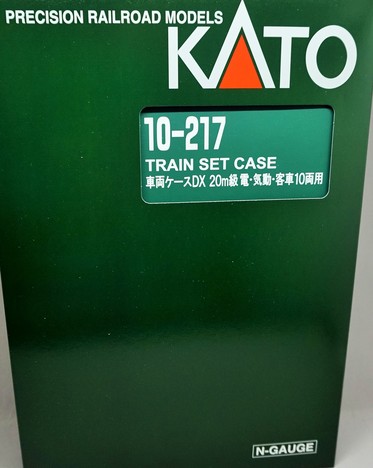 PRECISION RAILROAD MODELS
KATO
10-217
TRAIN SET CASE
車両ケースDX 20m級 電・気動・客車10両用
N-GAUGE